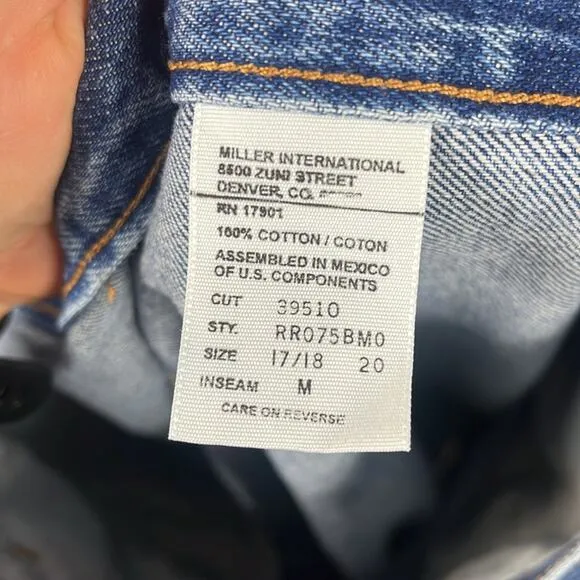 MILLER INTERNATIONAL
8500 ZUNI STREET
DENVER, CO.
RN 17901
100% COTTON / COTON
ASSEMBLED IN MEXICO
OF U.S. COMPONENTS
CUT 39510
STY. RR075BM0
SIZE 17/18 20
INSEAM M
CARE ON REVERSE